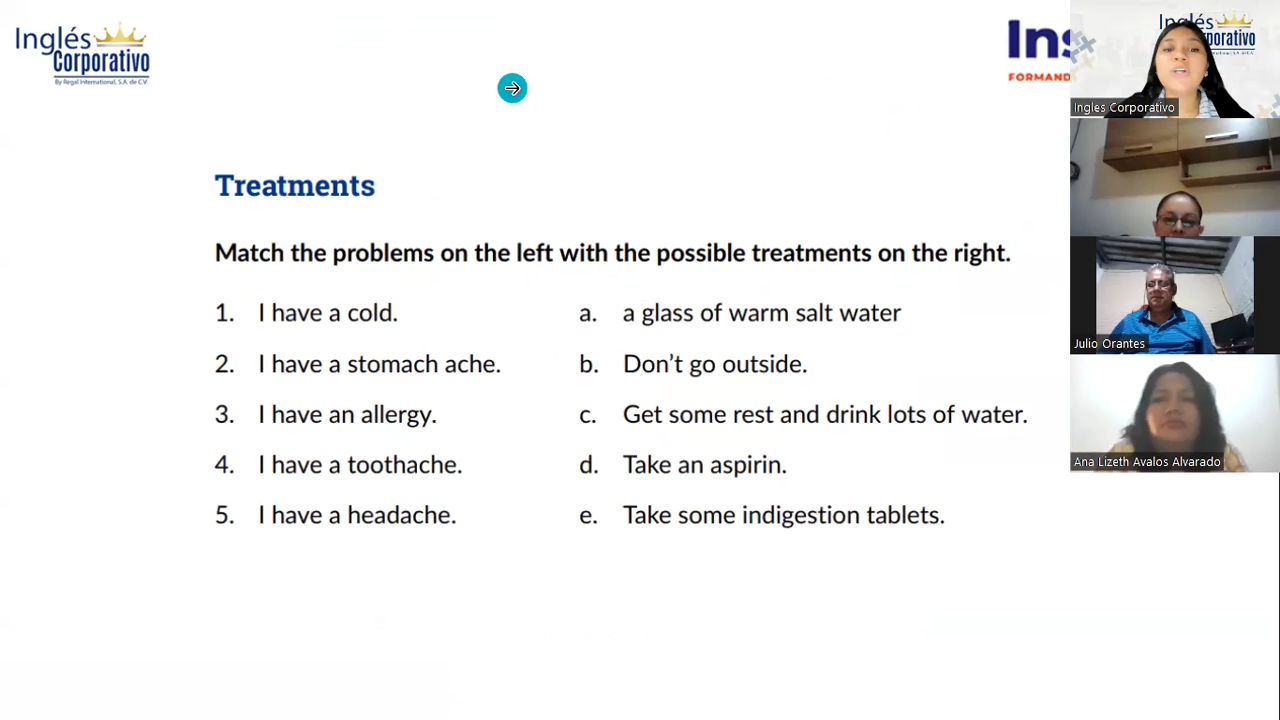 Inglés
Corporativo
By Regal International, S.A. de C.V.
Ins
FORMAND
Inglés
Corporativo
Ingles Corporativo
Treatments
Match the problems on the left with the possible treatments on the right.
1. I have a cold.
a. a glass of warm salt water
2. I have a stomach ache.
b. Don’t go outside.
3. I have an allergy.
c. Get some rest and drink lots of water.
4. I have a toothache.
d. Take an aspirin.
5. I have a headache.
e. Take some indigestion tablets.
Julio Orantes
Ana Lizeth Avalos Alvarado